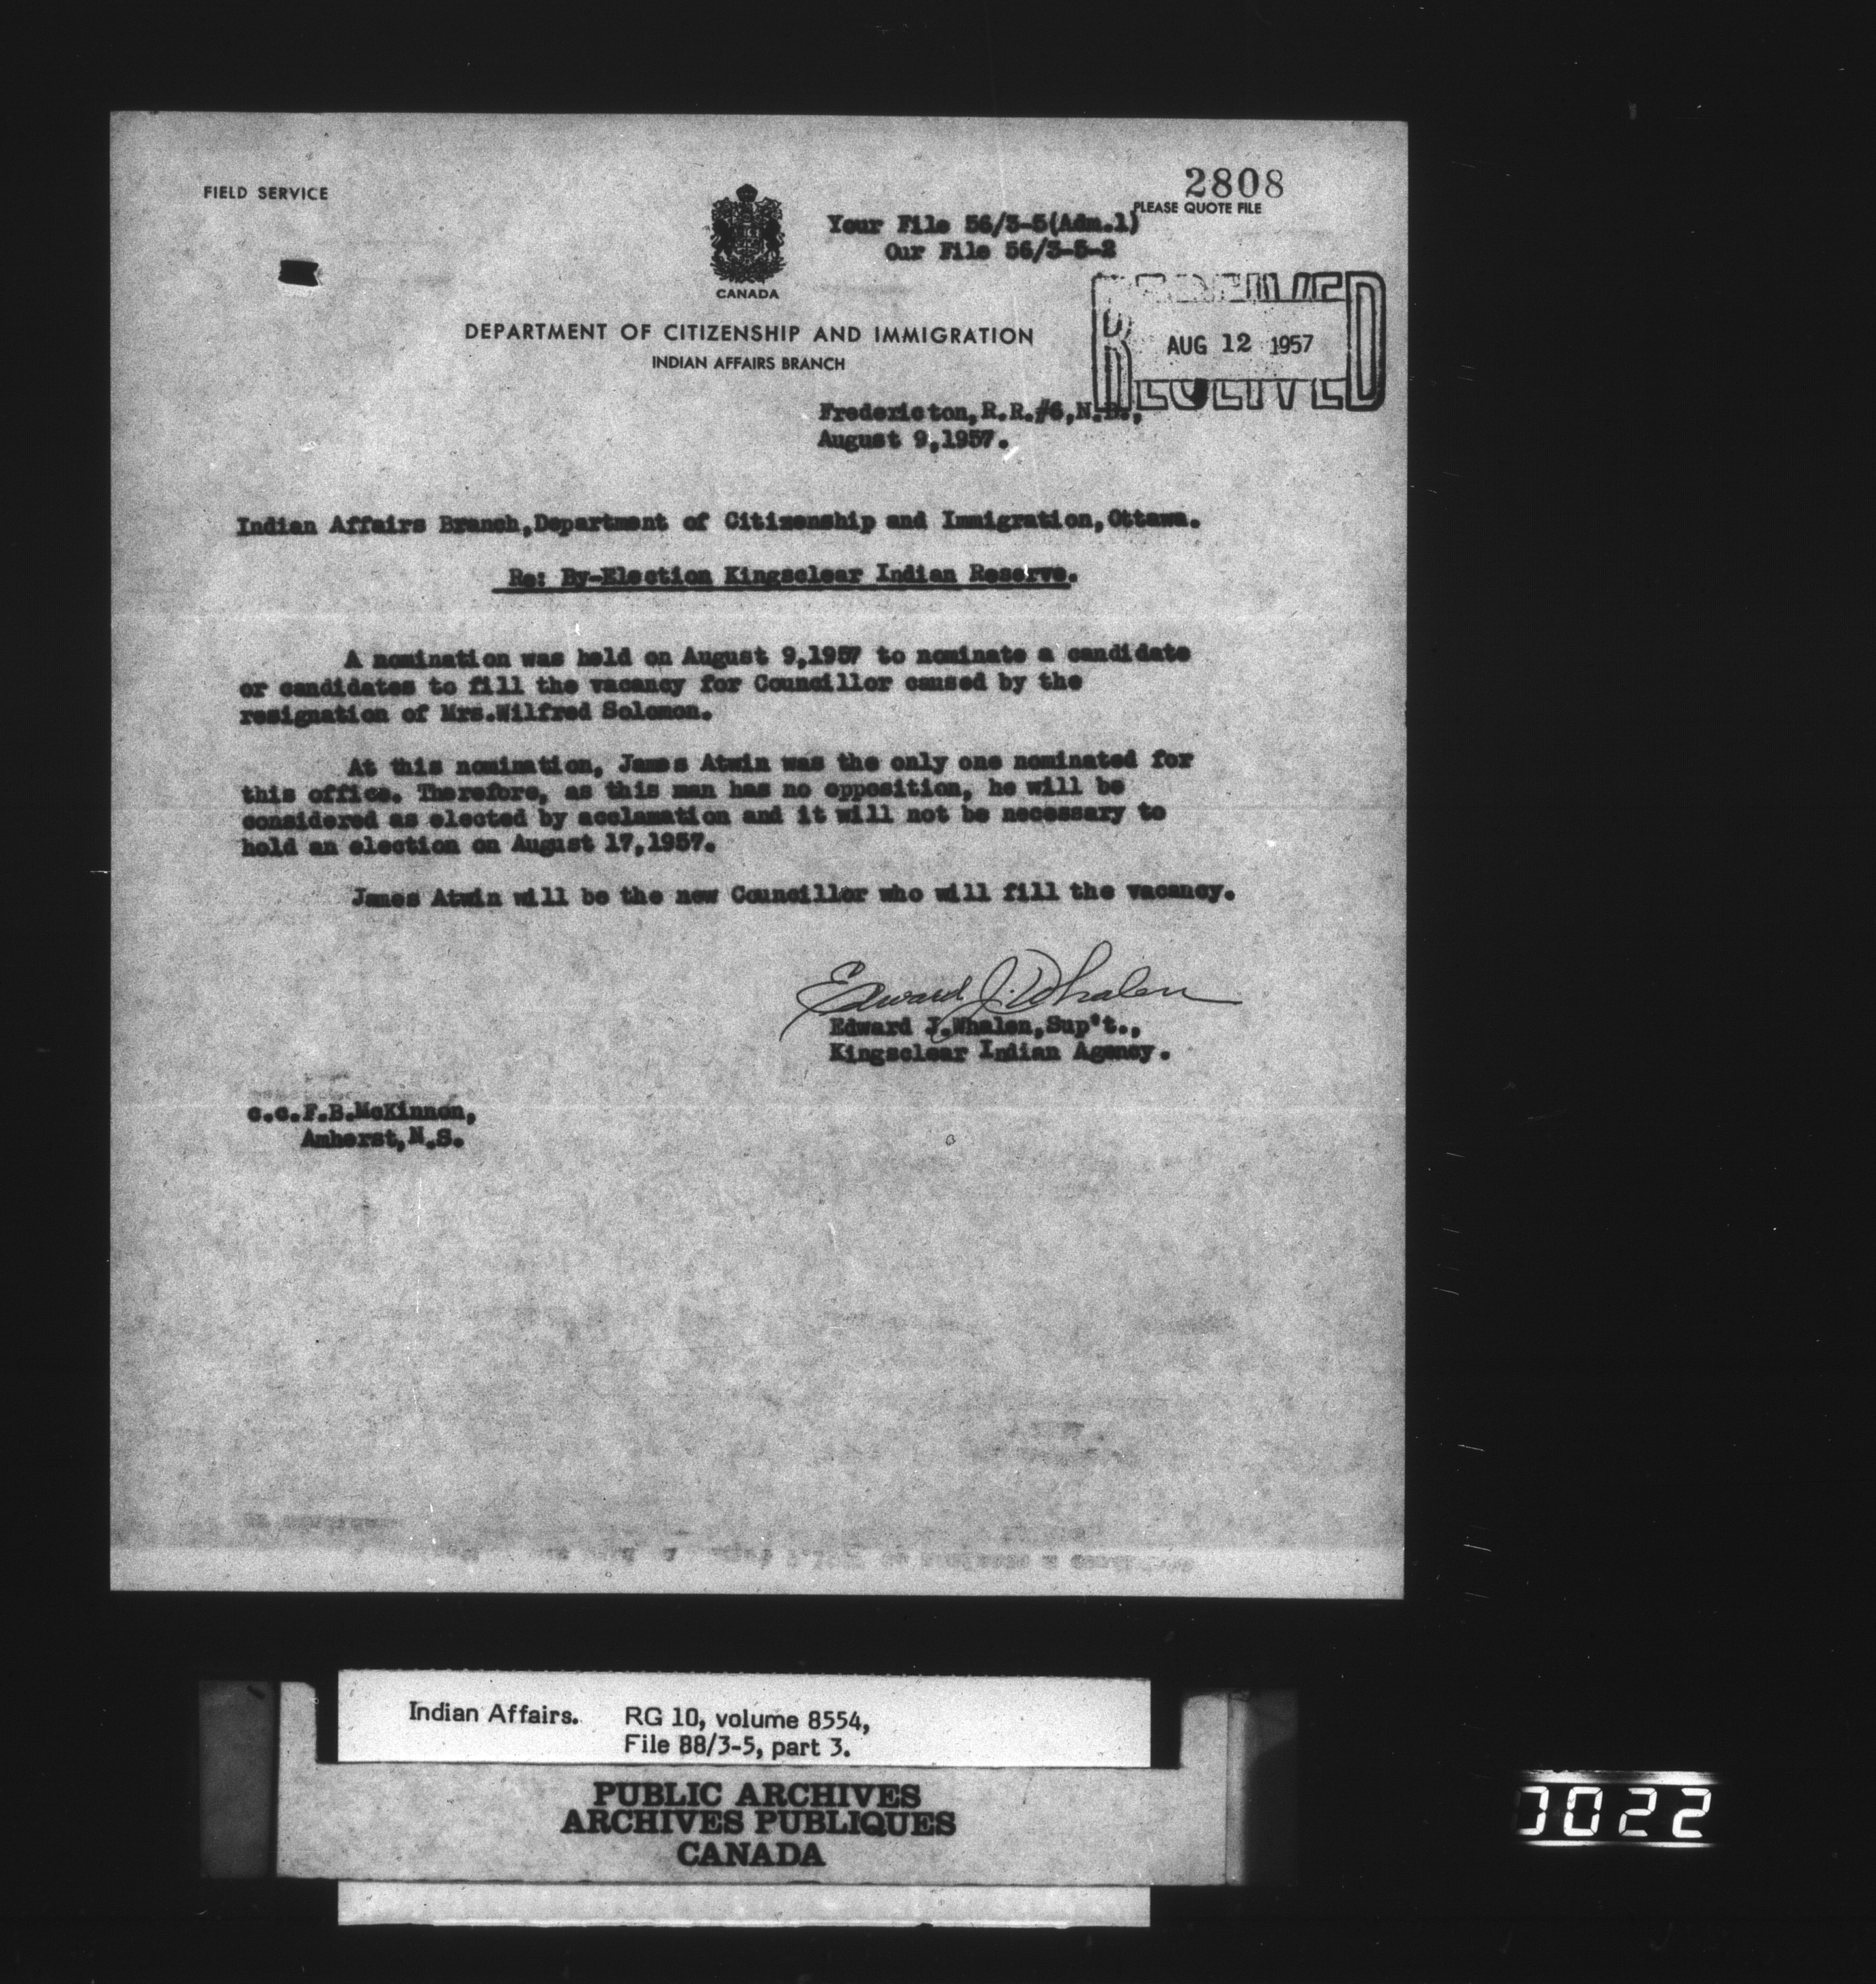 2808
FIELD SERVICE
PLEASE QUOTE FILE
Your File 56/3-5(Adm.1)
Our File 56/3-5-2
CANADA
RECEIVED
AUG 12 1957
DEPARTMENT OF CITIZENSHIP AND IMMIGRATION
INDIAN AFFAIRS BRANCH
Fredericton,R.R.#6,N.B.,
August 9,1957.
Indian Affairs Branch,Department of Citizenship and Immigration,Ottawa.
Re: By-Election Kingsclear Indian Reserve.
A nomination was held on August 9,1957 to nominate a candidate
or candidates to fill the vacancy for Councillor caused by the
resignation of Mrs.Wilfred Solomon.
At this nomination, James Atwin was the only one nominated for
this office. Therefore, as this man has no opposition, he will be
considered as elected by acclamation and it will not be necessary to
hold an election on August 17,1957.
James Atwin will be the new Councillor who will fill the vacancy.
Edward J. Whalen
Edward J.Whalen,Sup't.,
Kingsclear Indian Agency.
c.c.F.B.McKinnon,
Amherst,N.S.
Indian Affairs. RG 10, volume 8554,
File B8/3-5, part 3.
PUBLIC ARCHIVES
ARCHIVES PUBLIQUES
CANADA
0022